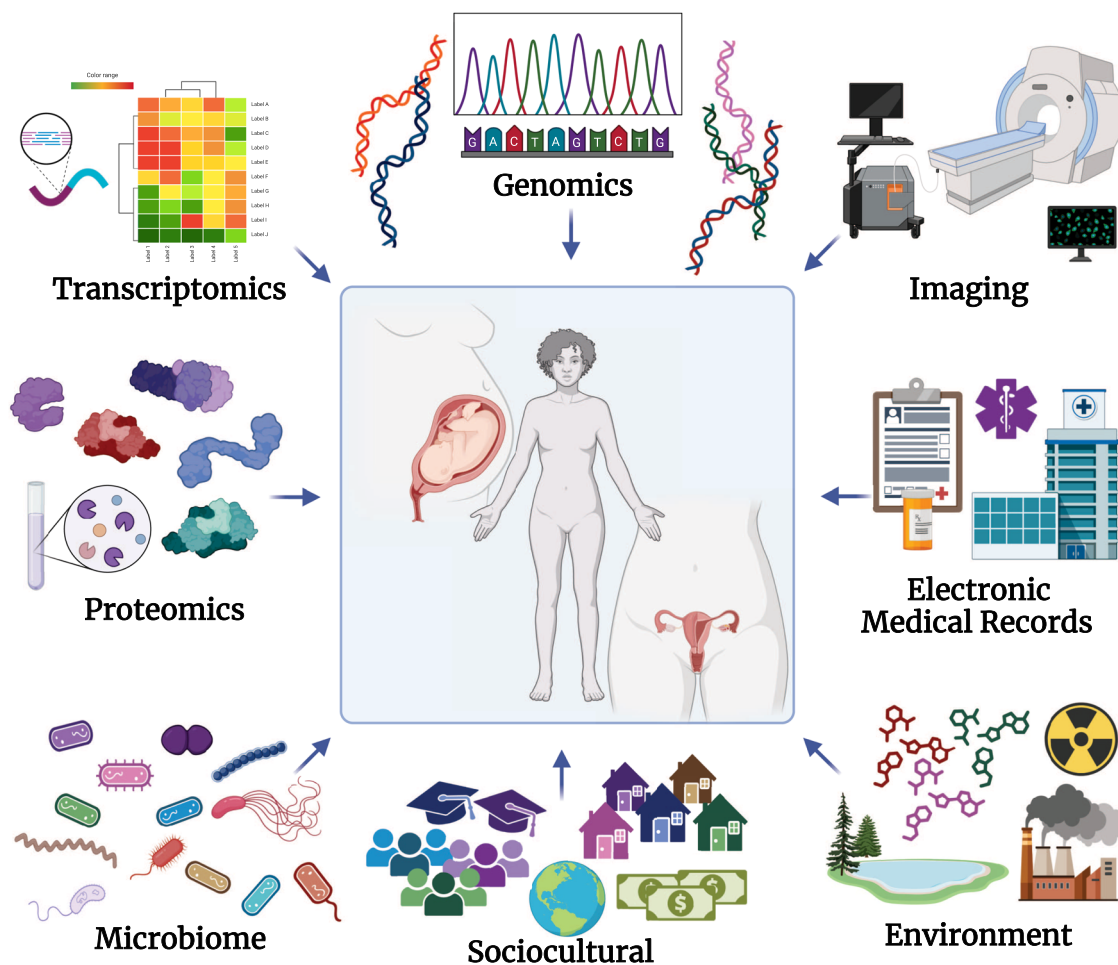 Color range
Label A
Label B
Label C
Label D
Label E
Label F
Label G
Label H
Label I
Label J
Label 1
Label 2
Label 3
Label 4
Label 5
Transcriptomics
G A C T A G T C T G
Genomics
Imaging
Proteomics
Rx
Electronic
Medical Records
Microbiome
$
$
$
Sociocultural
Environment